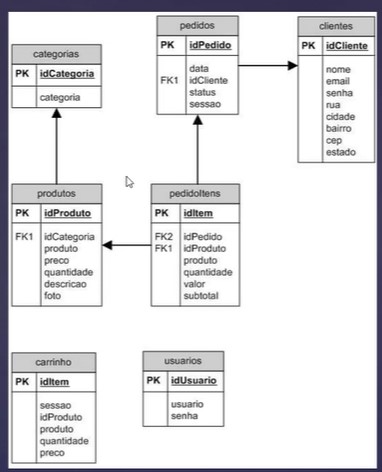 categorias
PK idCategoria
categoria
pedidos
PK idPedido
data
FK1 idCliente
status
sessao
clientes
PK idCliente
nome
email
senha
rua
cidade
bairro
cep
estado
produtos
PK idProduto
FK1 idCategoria
produto
preco
quantidade
descricao
foto
pedidoItens
PK idItem
FK2 idPedido
FK1 idProduto
produto
quantidade
valor
subtotal
carrinho
PK idItem
sessao
idProduto
produto
quantidade
preco
usuarios
PK idUsuario
usuario
senha